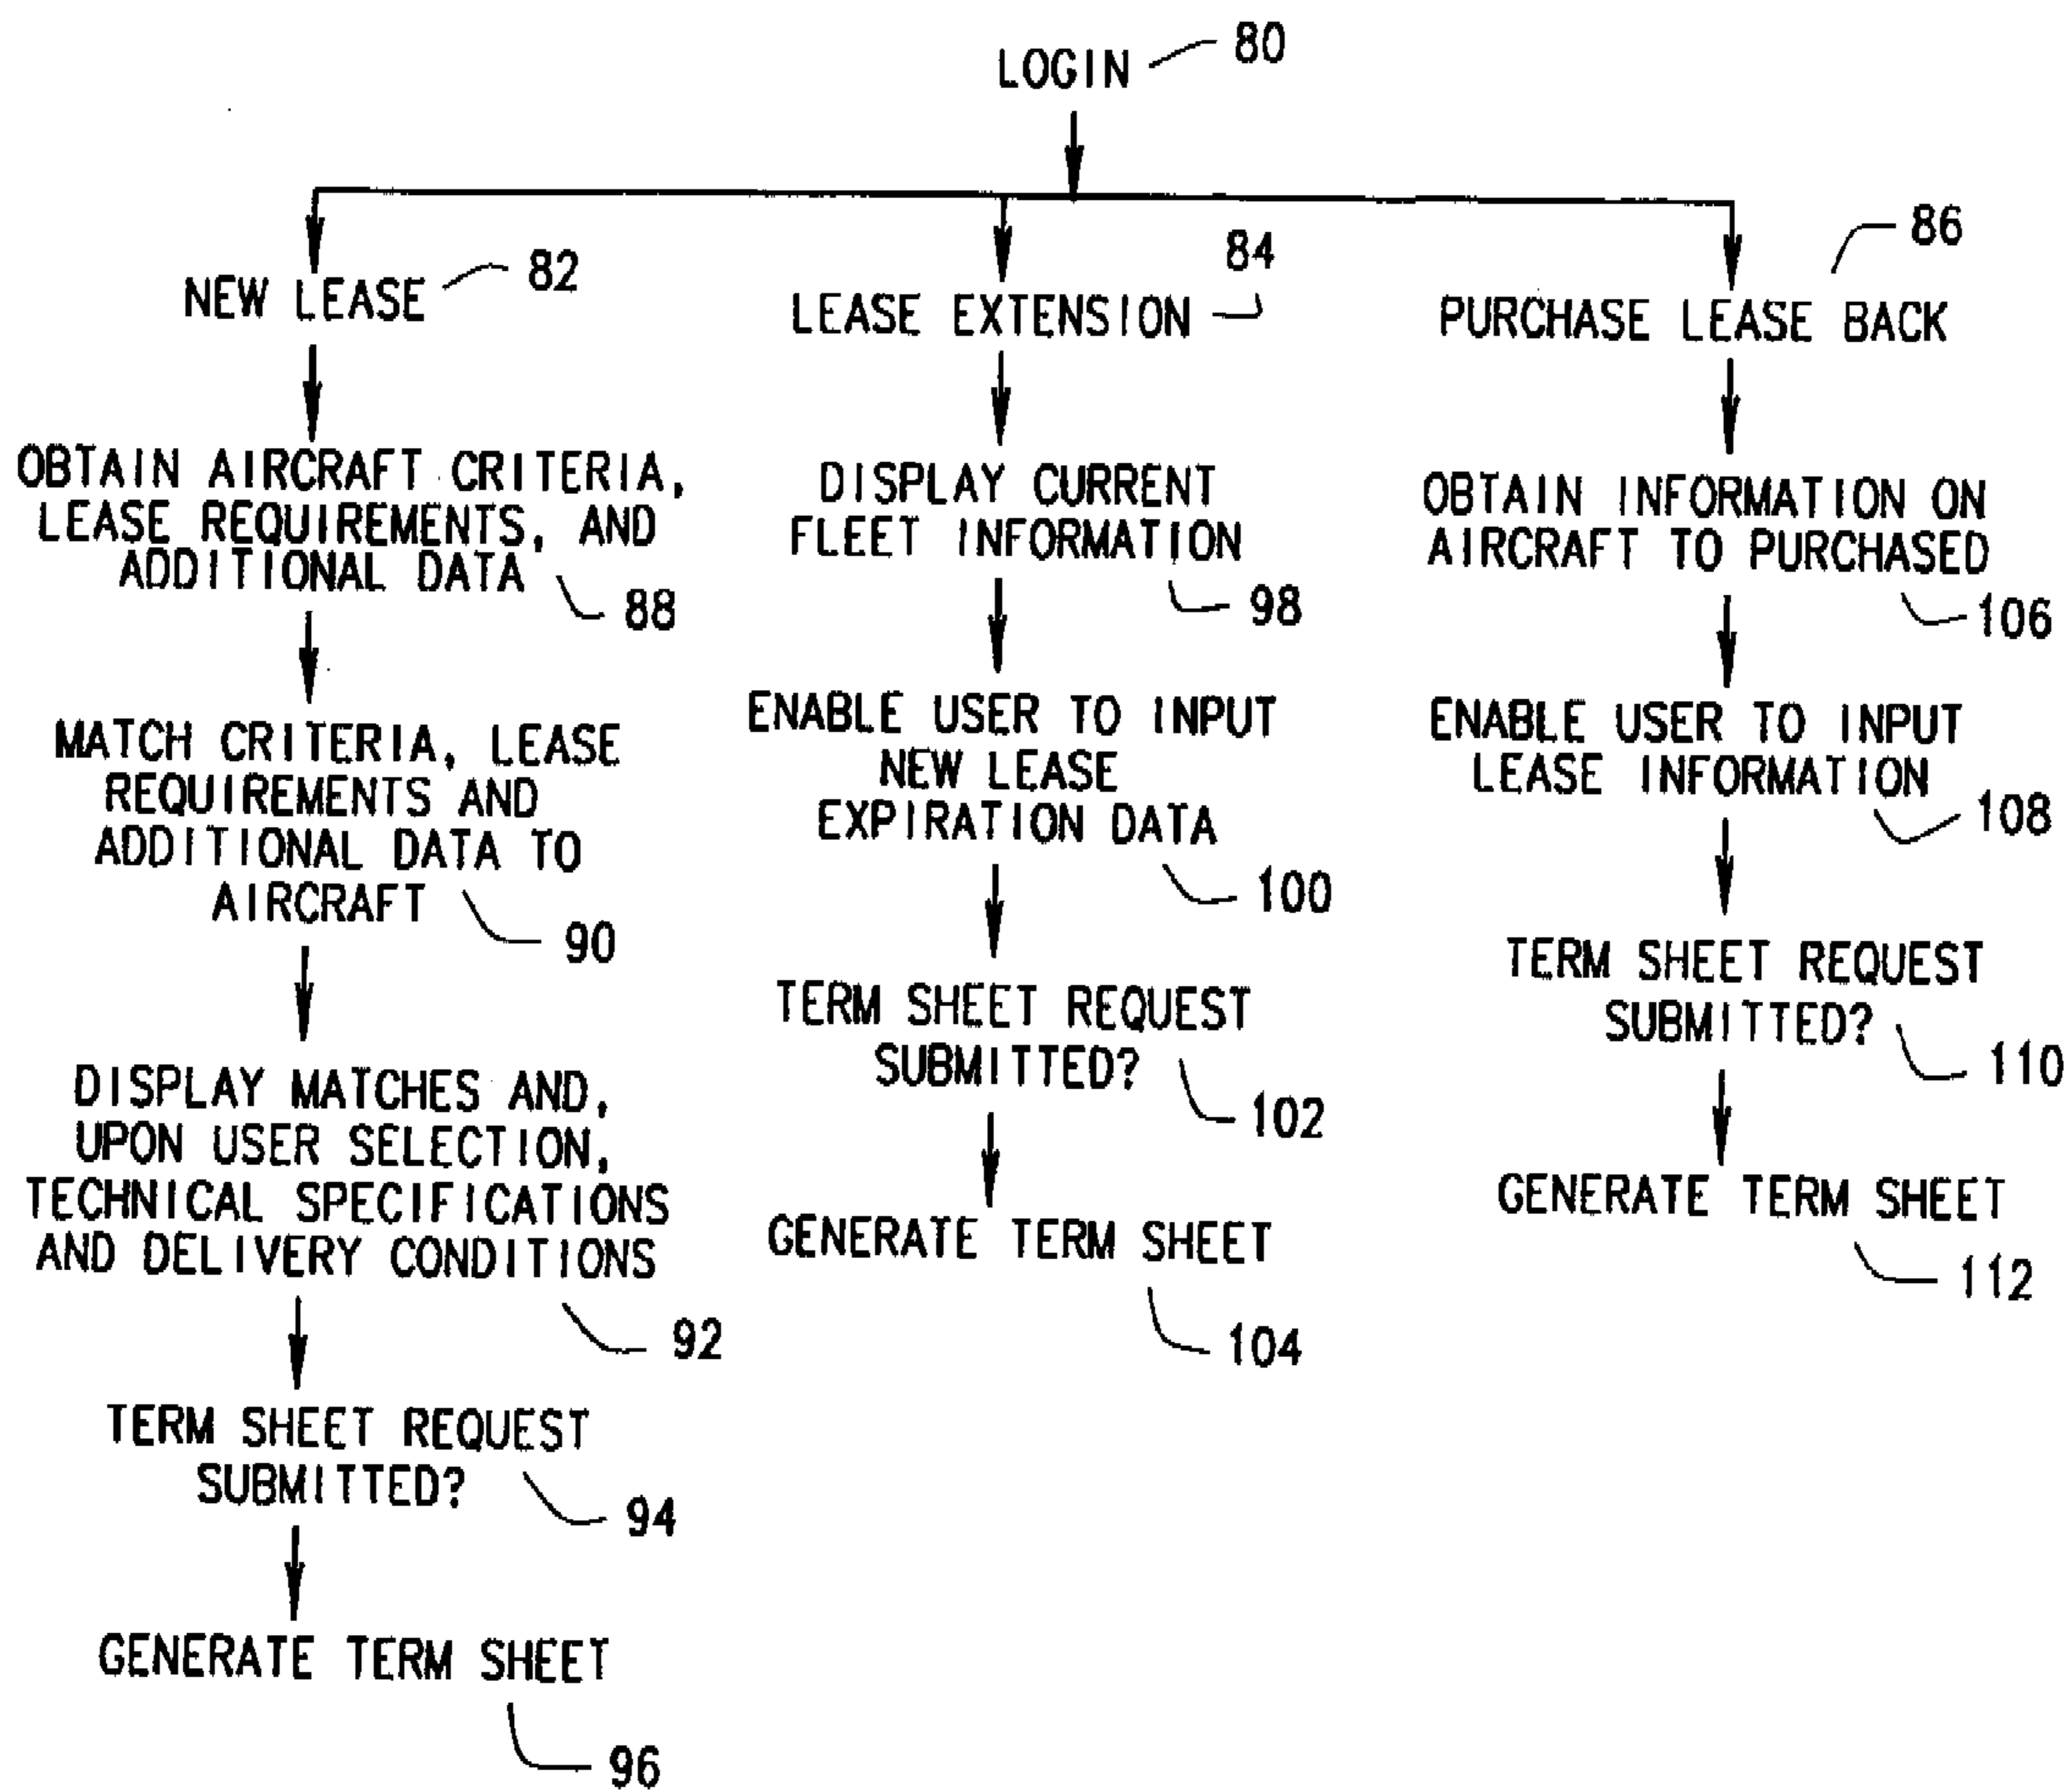 LOGIN 80
NEW LEASE 82
OBTAIN AIRCRAFT CRITERIA,
LEASE REQUIREMENTS, AND
ADDITIONAL DATA
88
MATCH CRITERIA, LEASE
REQUIREMENTS AND
ADDITIONAL DATA TO
AIRCRAFT
90
DISPLAY MATCHES AND,
UPON USER SELECTION,
TECHNICAL SPECIFICATIONS
AND DELIVERY CONDITIONS
92
TERM SHEET REQUEST
SUBMITTED?
94
GENERATE TERM SHEET
96
84
LEASE EXTENSION
DISPLAY CURRENT
FLEET INFORMATION
98
ENABLE USER TO INPUT
NEW LEASE
EXPIRATION DATA
100
TERM SHEET REQUEST
SUBMITTED?
102
GENERATE TERM SHEET
104
86
PURCHASE LEASE BACK
OBTAIN INFORMATION ON
AIRCRAFT TO PURCHASED
106
ENABLE USER TO INPUT
LEASE INFORMATION
108
TERM SHEET REQUEST
SUBMITTED?
110
GENERATE TERM SHEET
112